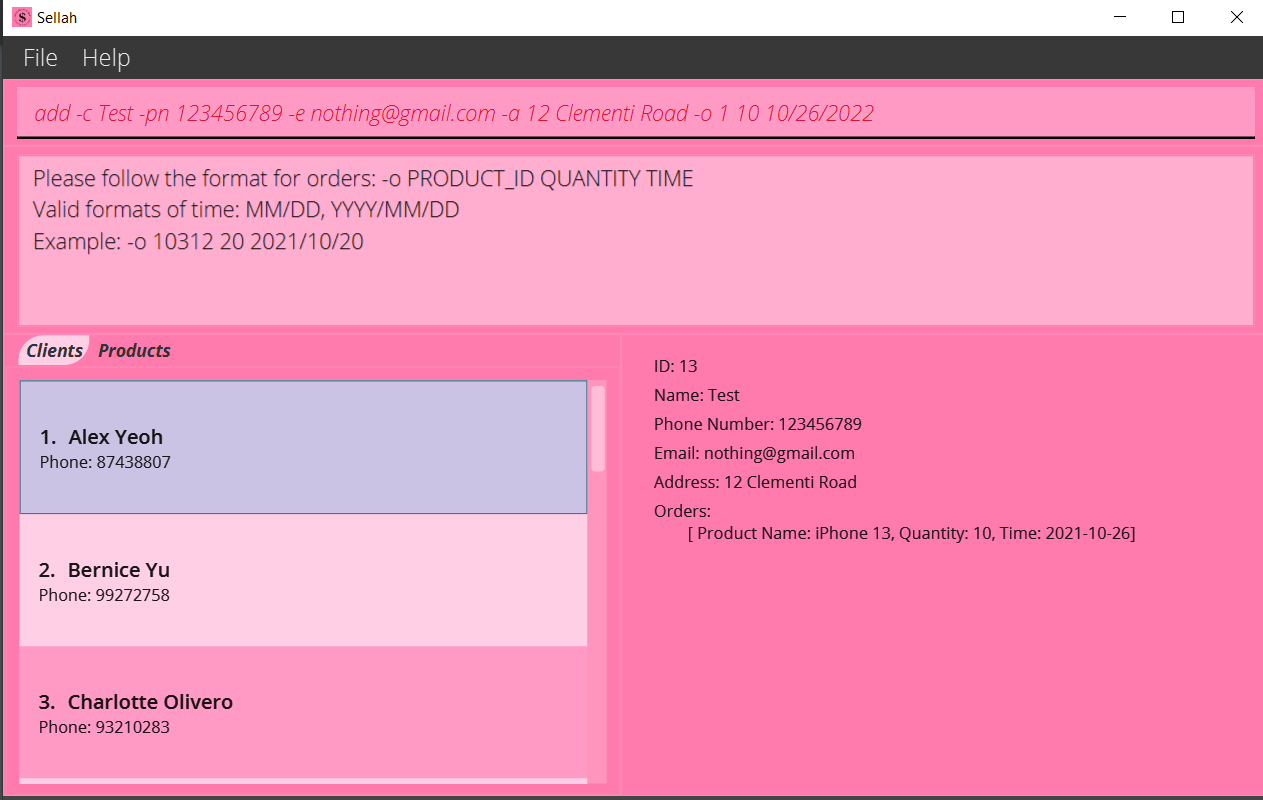 Sellah
File Help
add -c Test -pn 123456789 -e nothing@gmail.com -a 12 Clementi Road -o 1 10 10/26/2022
Please follow the format for orders: -o PRODUCT_ID QUANTITY TIME
Valid formats of time: MM/DD, YYYY/MM/DD
Example: -o 10312 20 2021/10/20
Clients Products
1. Alex Yeoh
Phone: 87438807
2. Bernice Yu
Phone: 99272758
3. Charlotte Olivero
Phone: 93210283
ID: 13
Name: Test
Phone Number: 123456789
Email: nothing@gmail.com
Address: 12 Clementi Road
Orders:
[ Product Name: iPhone 13, Quantity: 10, Time: 2021-10-26]